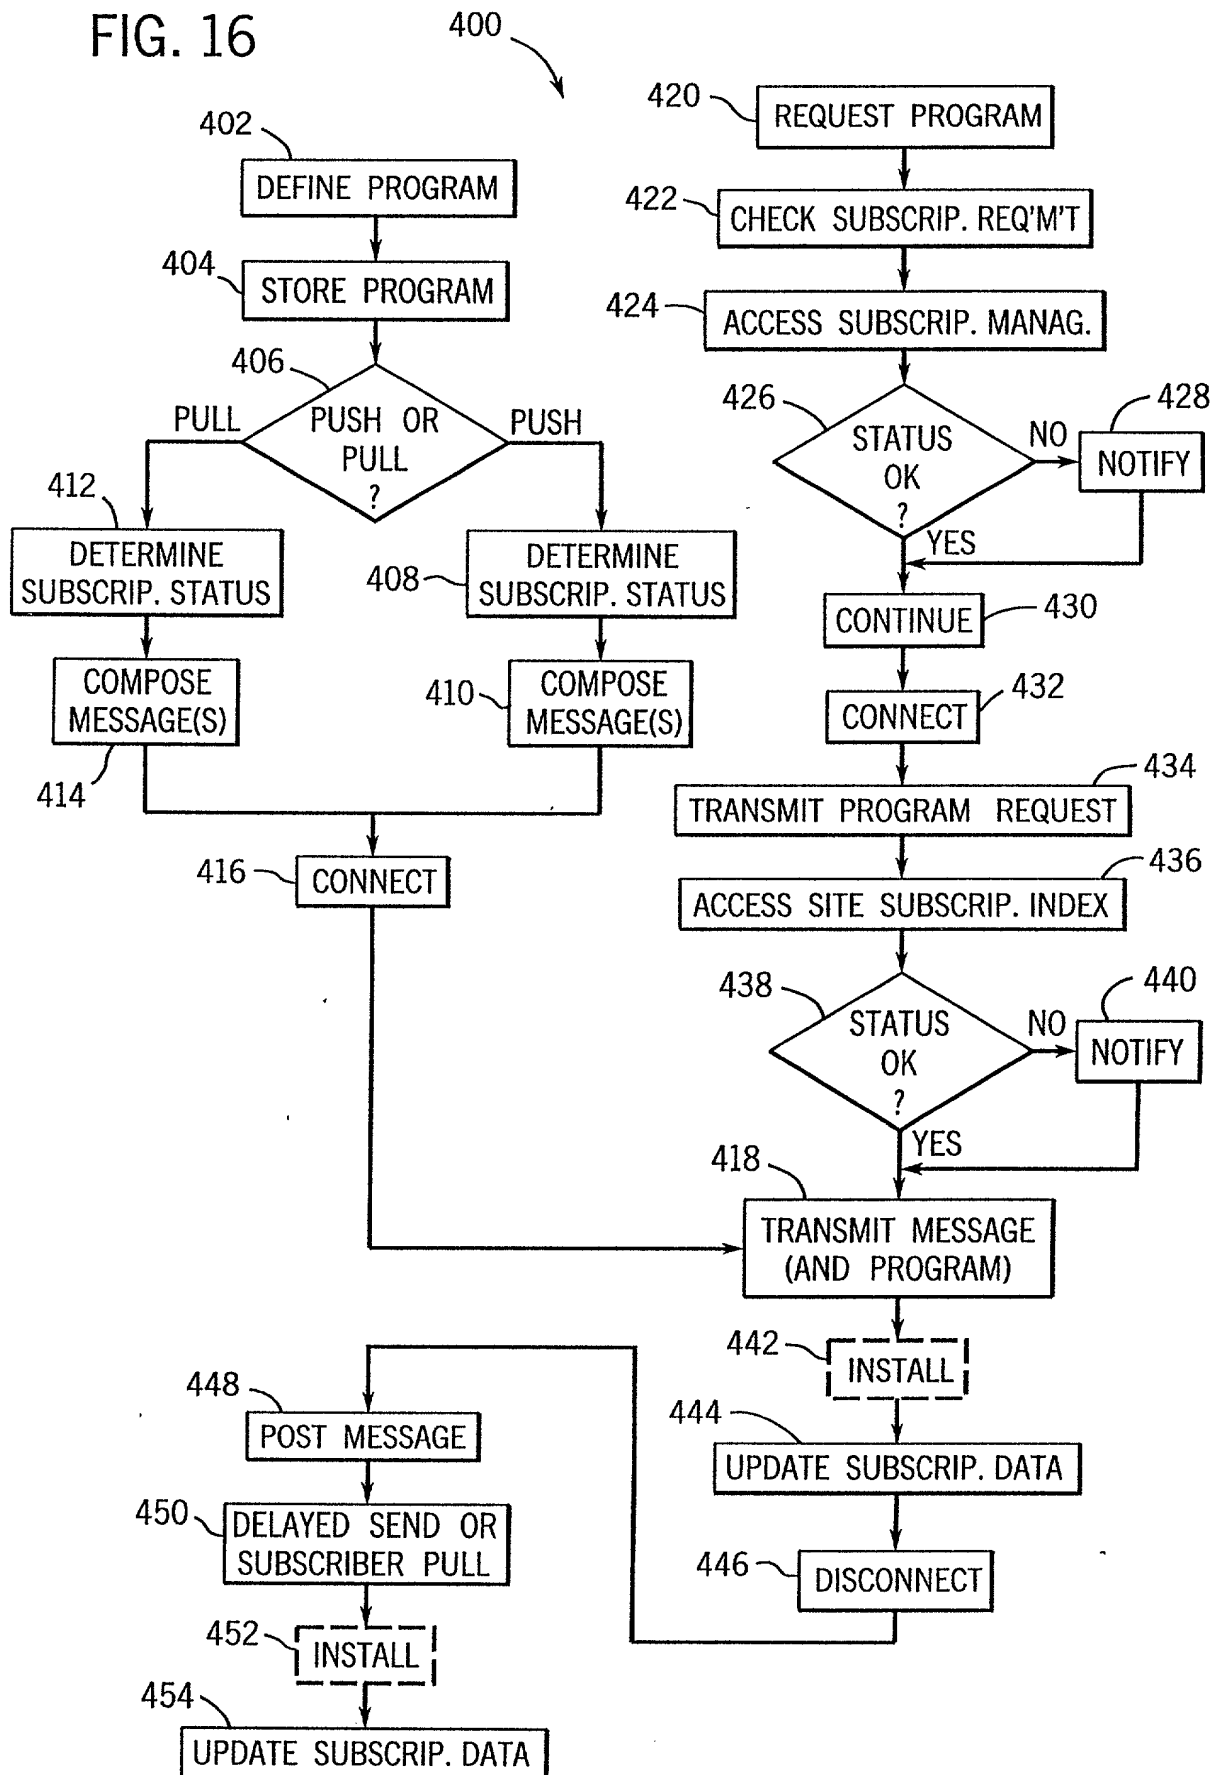 FIG. 16
400
402
DEFINE PROGRAM
404
STORE PROGRAM
406
PUSH OR
PULL
?
PULL
PUSH
412
DETERMINE
SUBSCRIP. STATUS
408
DETERMINE
SUBSCRIP. STATUS
COMPOSE
MESSAGE(S)
414
410
COMPOSE
MESSAGE(S)
416
CONNECT
420
REQUEST PROGRAM
422
CHECK SUBSCRIP. REQ'M'T
424
ACCESS SUBSCRIP. MANAG.
426
STATUS
OK
?
NO
428
NOTIFY
YES
CONTINUE
430
432
CONNECT
434
TRANSMIT PROGRAM REQUEST
436
ACCESS SITE SUBSCRIP. INDEX
438
STATUS
OK
?
NO
440
NOTIFY
YES
418
TRANSMIT MESSAGE
(AND PROGRAM)
442
INSTALL
444
UPDATE SUBSCRIP. DATA
446
DISCONNECT
448
POST MESSAGE
450
DELAYED SEND OR
SUBSCRIBER PULL
452
INSTALL
454
UPDATE SUBSCRIP. DATA